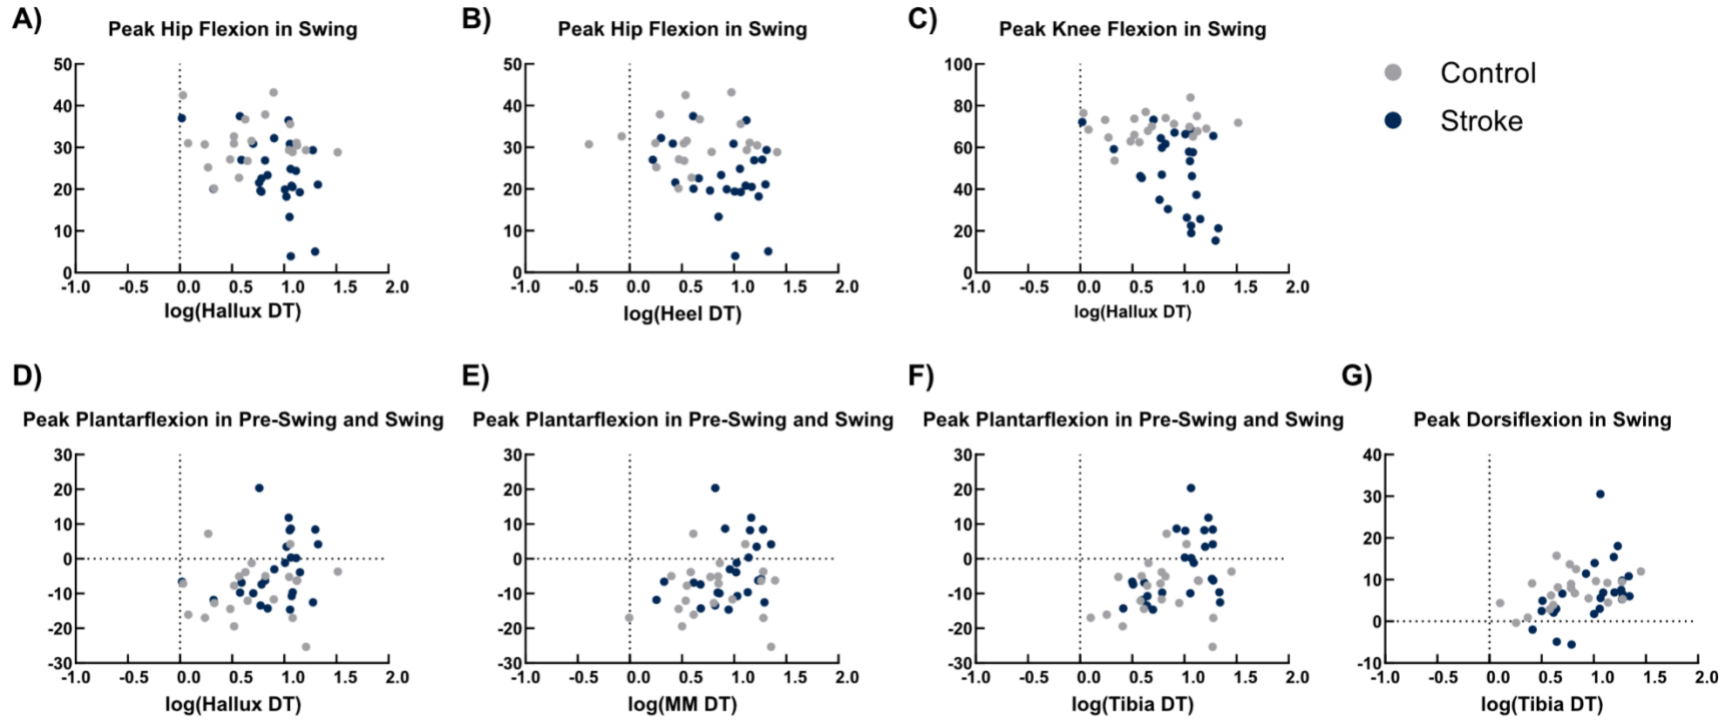 A)
Peak Hip Flexion in Swing
50
40
30
20
10
0
-1.0 -0.5 0.0 0.5 1.0 1.5 2.0
log(Hallux DT)
B)
Peak Hip Flexion in Swing
50
40
30
20
10
0
-1.0 -0.5 0.0 0.5 1.0 1.5 2.0
log(Heel DT)
C)
Peak Knee Flexion in Swing
100
80
60
40
20
0
-1.0 -0.5 0.0 0.5 1.0 1.5 2.0
log(Hallux DT)
Control
Stroke
D)
Peak Plantarflexion in Pre-Swing and Swing
30
20
10
0
-10
-20
-30
-1.0 -0.5 0.0 0.5 1.0 1.5 2.0
log(Hallux DT)
E)
Peak Plantarflexion in Pre-Swing and Swing
30
20
10
0
-10
-20
-30
-1.0 -0.5 0.0 0.5 1.0 1.5 2.0
log(MM DT)
F)
Peak Plantarflexion in Pre-Swing and Swing
30
20
10
0
-10
-20
-30
-1.0 -0.5 0.0 0.5 1.0 1.5 2.0
log(Tibia DT)
G)
Peak Dorsiflexion in Swing
40
30
20
10
0
-10
-1.0 -0.5 0.0 0.5 1.0 1.5 2.0
log(Tibia DT)